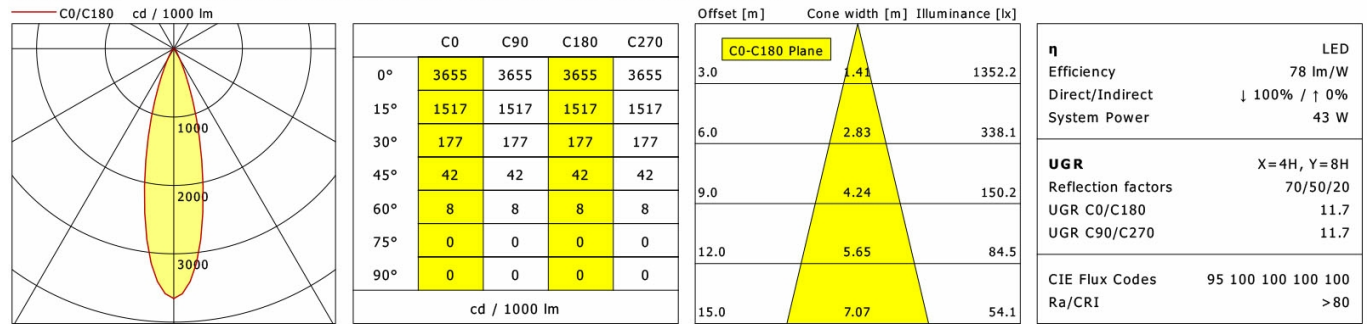 C0/C180 cd / 1000 lm
1000
2000
3000
C0 C90 C180 C270
0° 3655 3655 3655 3655
15° 1517 1517 1517 1517
30° 177 177 177 177
45° 42 42 42 42
60° 8 8 8 8
75° 0 0 0 0
90° 0 0 0 0
cd / 1000 lm
Offset [m] Cone width [m] Illuminance [lx]
C0-C180 Plane
3.0 1.41 1352.2
6.0 2.83 338.1
9.0 4.24 150.2
12.0 5.65 84.5
15.0 7.07 54.1
η LED
Efficiency 78 lm/W
Direct/Indirect ↓ 100% / ↑ 0%
System Power 43 W
UGR X=4H, Y=8H
Reflection factors 70/50/20
UGR C0/C180 11.7
UGR C90/C270 11.7
CIE Flux Codes 95 100 100 100 100
Ra/CRI >80